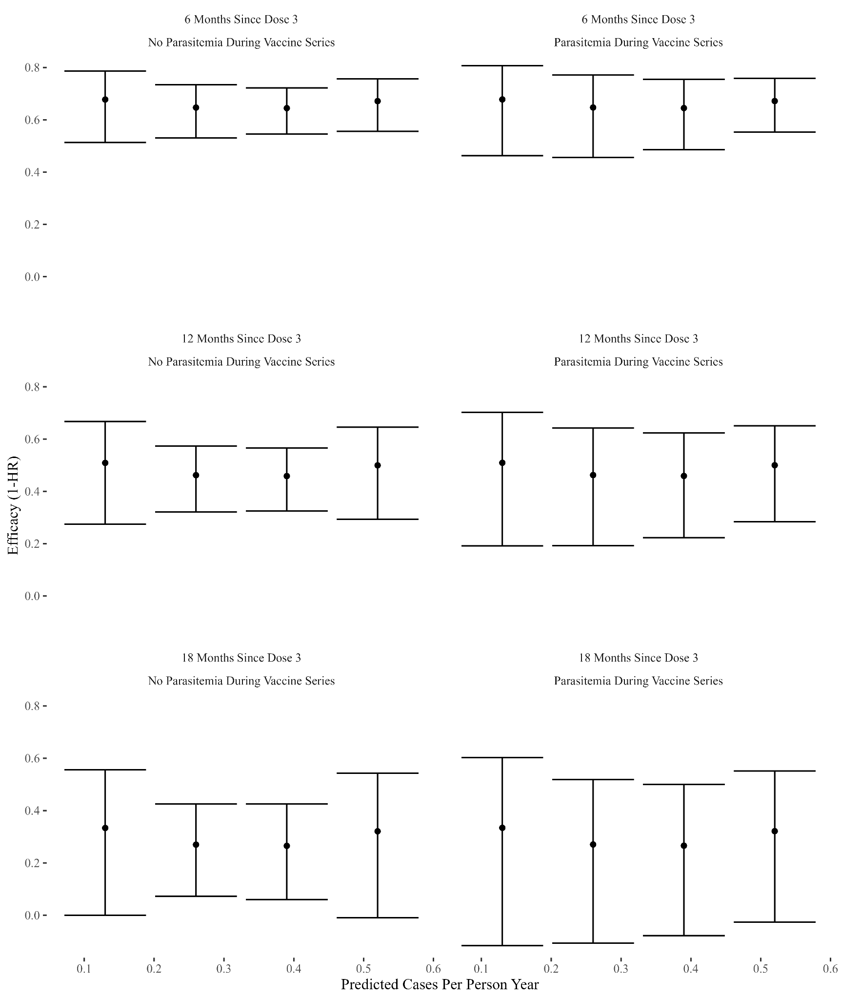 6 Months Since Dose 3
6 Months Since Dose 3
No Parasitemia During Vaccine Series
Parasitemia During Vaccine Series
0.8
0.6
0.4
0.2
0.0
12 Months Since Dose 3
12 Months Since Dose 3
No Parasitemia During Vaccine Series
Parasitemia During Vaccine Series
0.8
0.6
0.4
0.2
0.0
Efficacy (1-HR)
18 Months Since Dose 3
18 Months Since Dose 3
No Parasitemia During Vaccine Series
Parasitemia During Vaccine Series
0.8
0.6
0.4
0.2
0.0
0.1 0.2 0.3 0.4 0.5 0.6 0.1 0.2 0.3 0.4 0.5 0.6
Predicted Cases Per Person Year